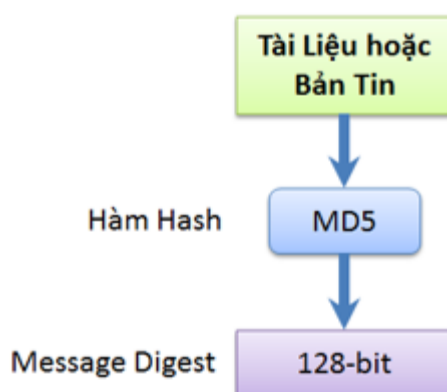 Tài Liệu hoặc
Bản Tin
Hàm Hash
MD5
Message Digest
128-bit